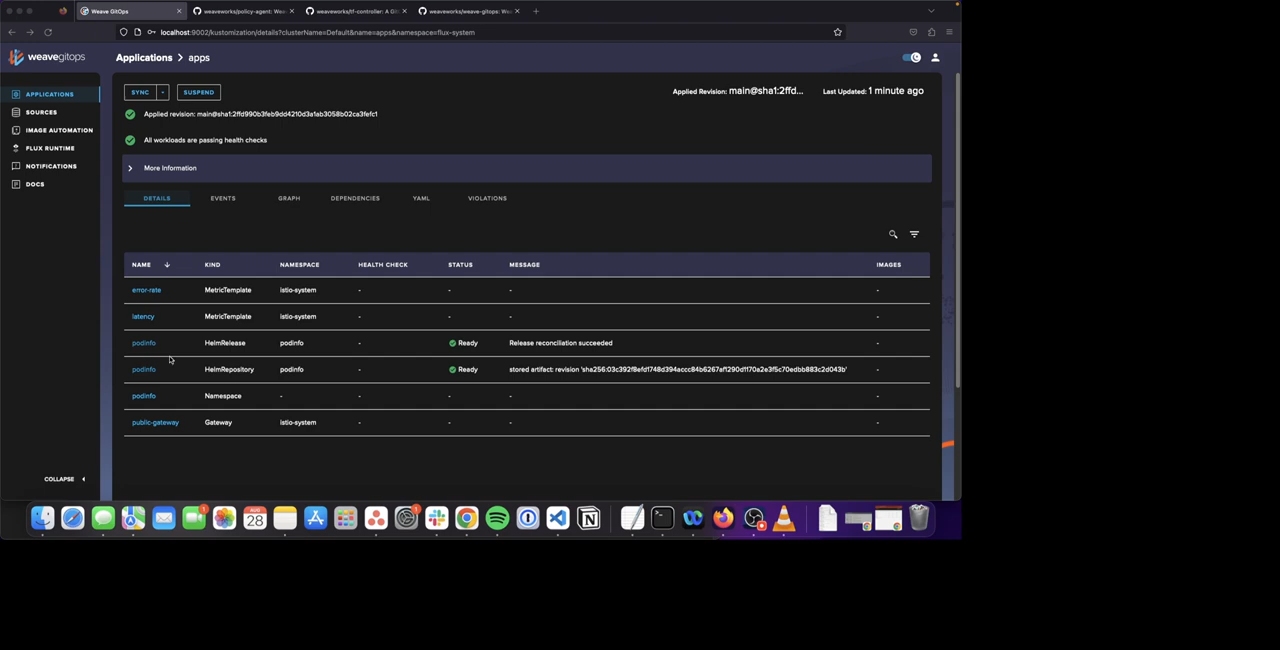 Weave GitOps
weaveworks/policy-agent: Wea
weaveworks/tf-controller: A Git
weaveworks/weave-gitops: Wea
localhost:9002/kustomization/details?clusterName=Default&name=apps&namespace=flux-system
weavegitops
Applications > apps
APPLICATIONS
SOURCES
IMAGE AUTOMATION
FLUX RUNTIME
NOTIFICATIONS
DOCS
COLLAPSE
SYNC
SUSPEND
Applied Revision: main@sha1:2ffd...
Last Updated: 1 minute ago
Applied revision: main@sha1:2ffd990b3feb9dd4210d3a1ab3058b02ca3fefc1
All workloads are passing health checks
More Information
DETAILS EVENTS GRAPH DEPENDENCIES YAML VIOLATIONS
NAME KIND NAMESPACE HEALTH CHECK STATUS MESSAGE IMAGES
error-rate MetricTemplate istio-system - - - -
latency MetricTemplate istio-system - - - -
podinfo HelmRelease podinfo - Ready Release reconciliation succeeded -
podinfo HelmRepository podinfo - Ready stored artifact: revision 'sha256:03c392f8efd1748d394accc84b6267af1290d1170a2e3f5c70edbb883c2d043b' -
podinfo Namespace - - - - -
public-gateway Gateway istio-system - - - -
AUG
28
1
1